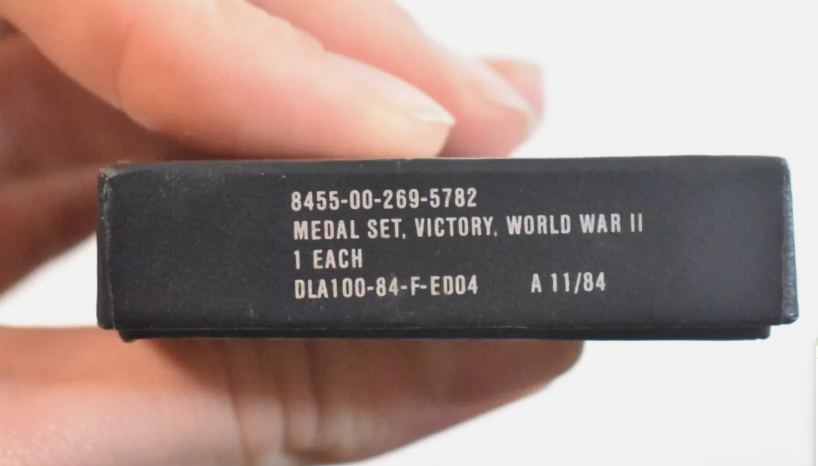 8455-00-269-5782
MEDAL SET, VICTORY, WORLD WAR II
1 EACH
DLA100-84-F-ED04 A 11/84